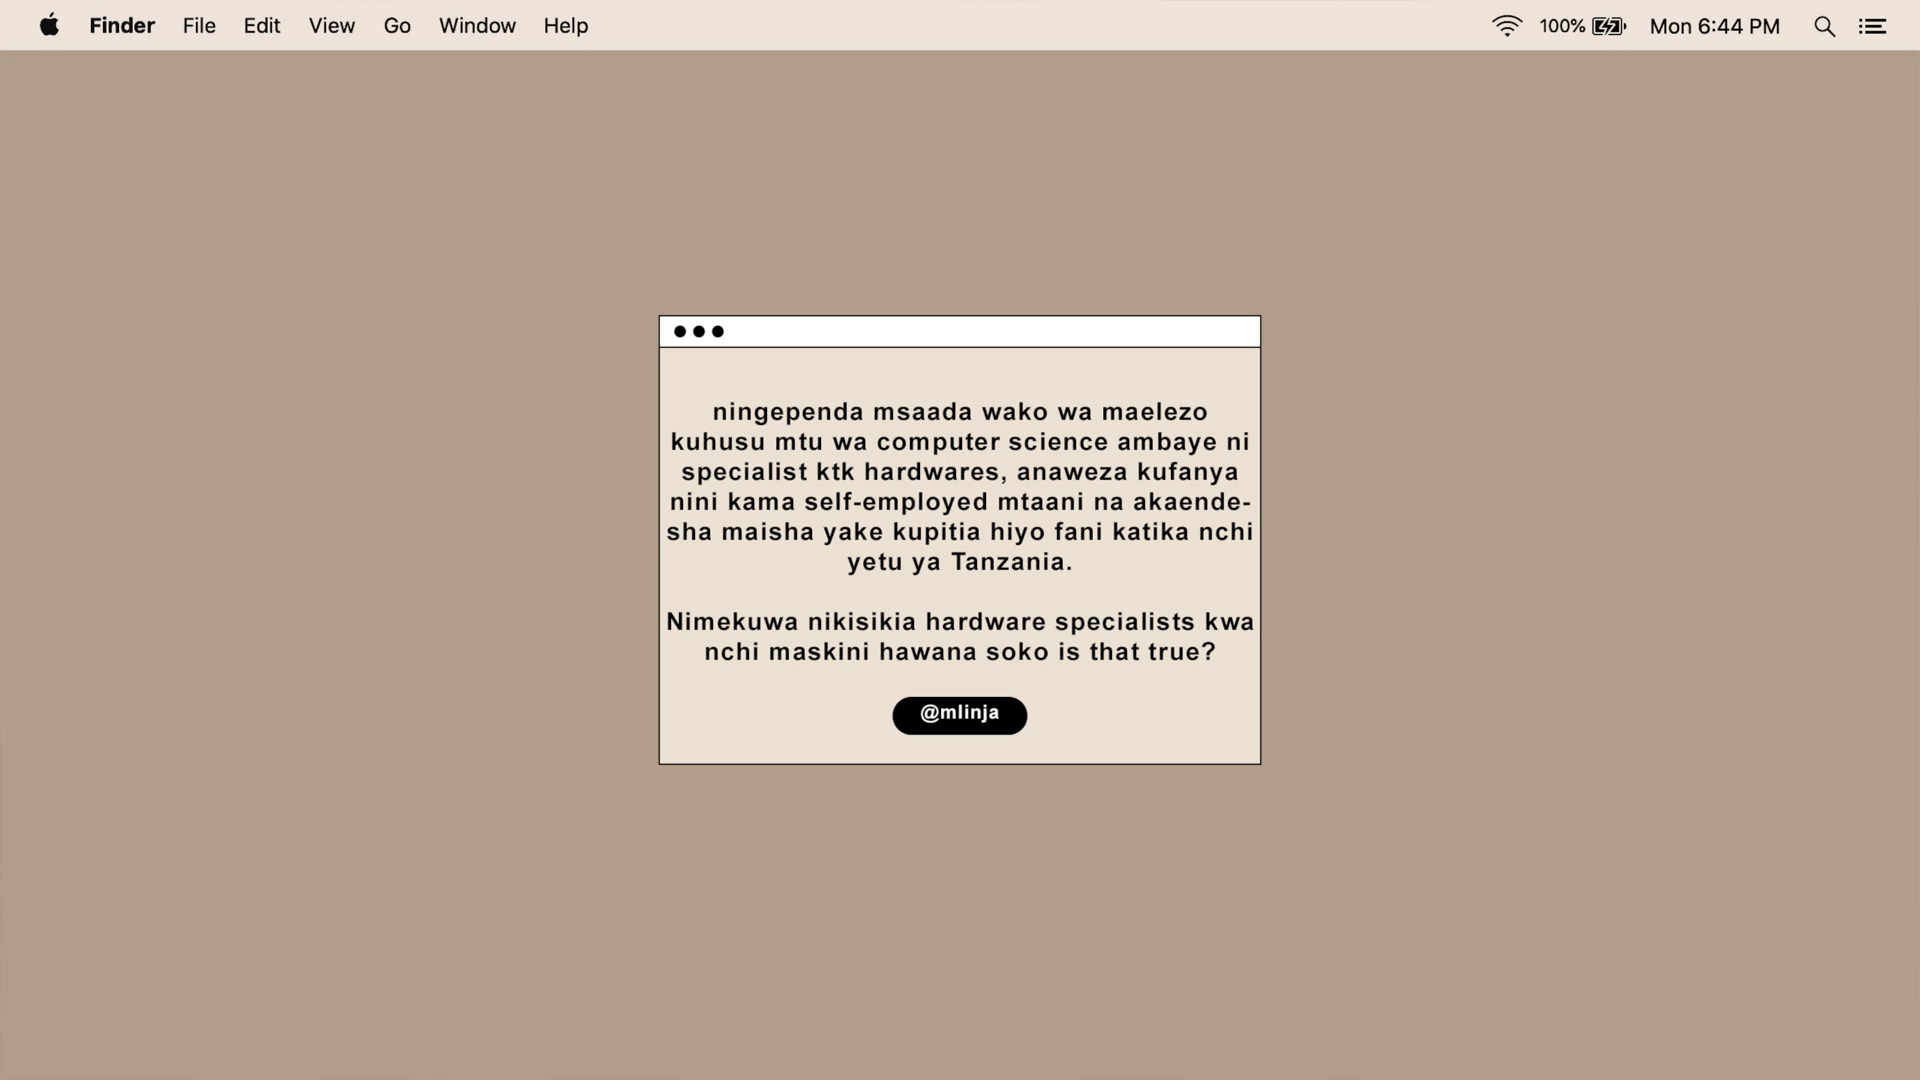 Finder File Edit View Go Window Help 100% Mon 6:44 PM
ningependa msaada wako wa maelezo
kuhusu mtu wa computer science ambaye ni
specialist ktk hardwares, anaweza kufanya
nini kama self-employed mtaani na akaende-
sha maisha yake kupitia hiyo fani katika nchi
yetu ya Tanzania.
Nimekuwa nikisikia hardware specialists kwa
nchi maskini hawana soko is that true?
@mlinja